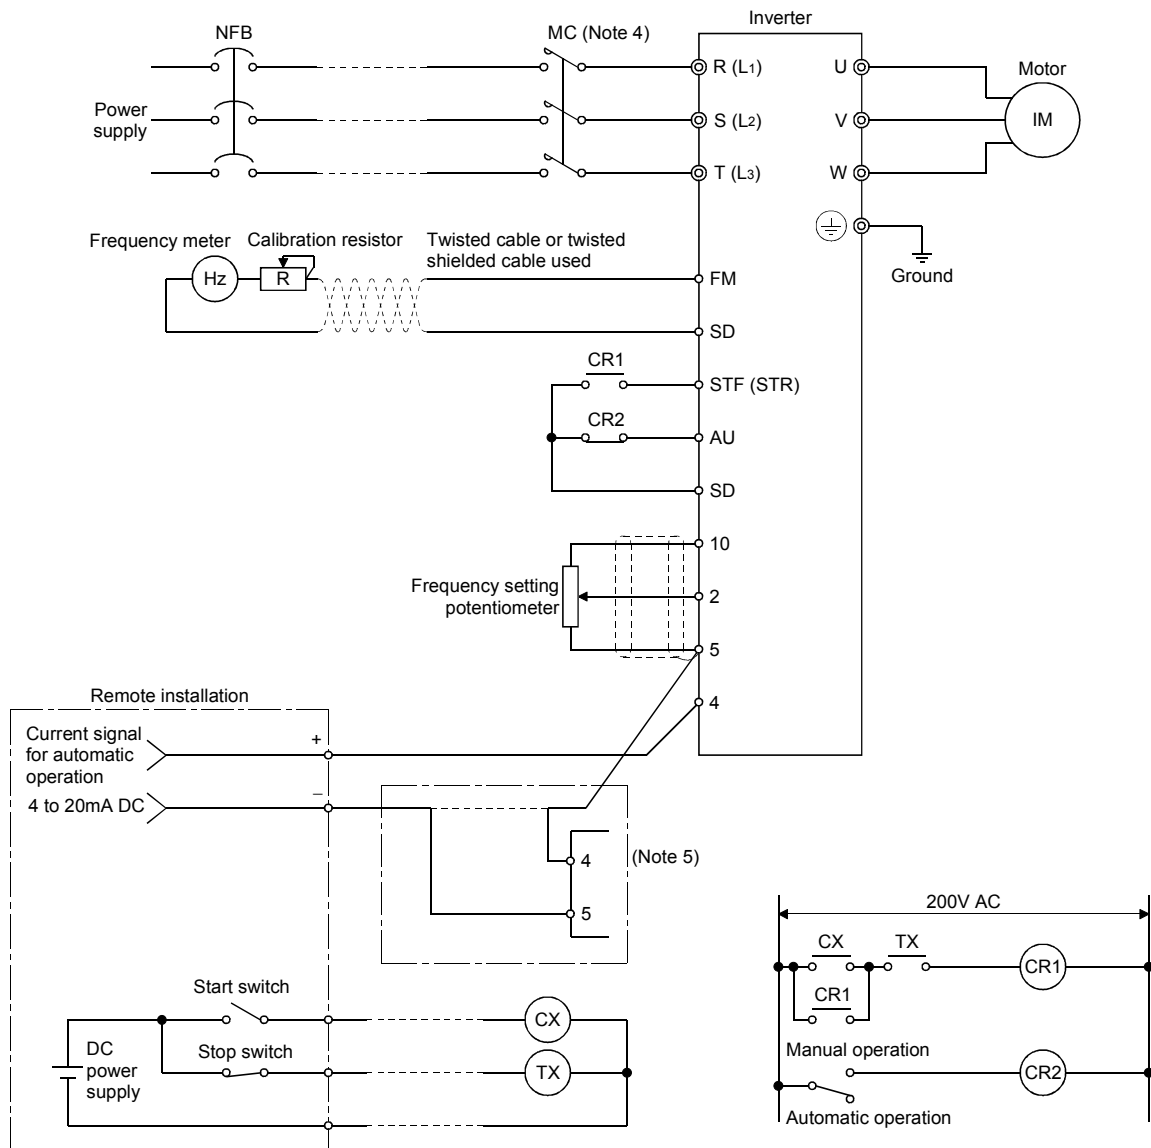 Inverter
NFB
MC (Note 4)
R (L1)
U
Motor
Power
supply
S (L2)
V
IM
T (L3)
W
Frequency meter
Calibration resistor
Twisted cable or twisted
shielded cable used
Ground
Hz
R
FM
SD
CR1
STF (STR)
CR2
AU
SD
10
Frequency setting
potentiometer
2
5
4
Remote installation
Current signal
for automatic
operation
+
4 to 20mA DC
−
4
(Note 5)
5
200V AC
CX
TX
CR1
CR1
Manual operation
CR2
Automatic operation
Start switch
CX
Stop switch
TX
DC
power
supply